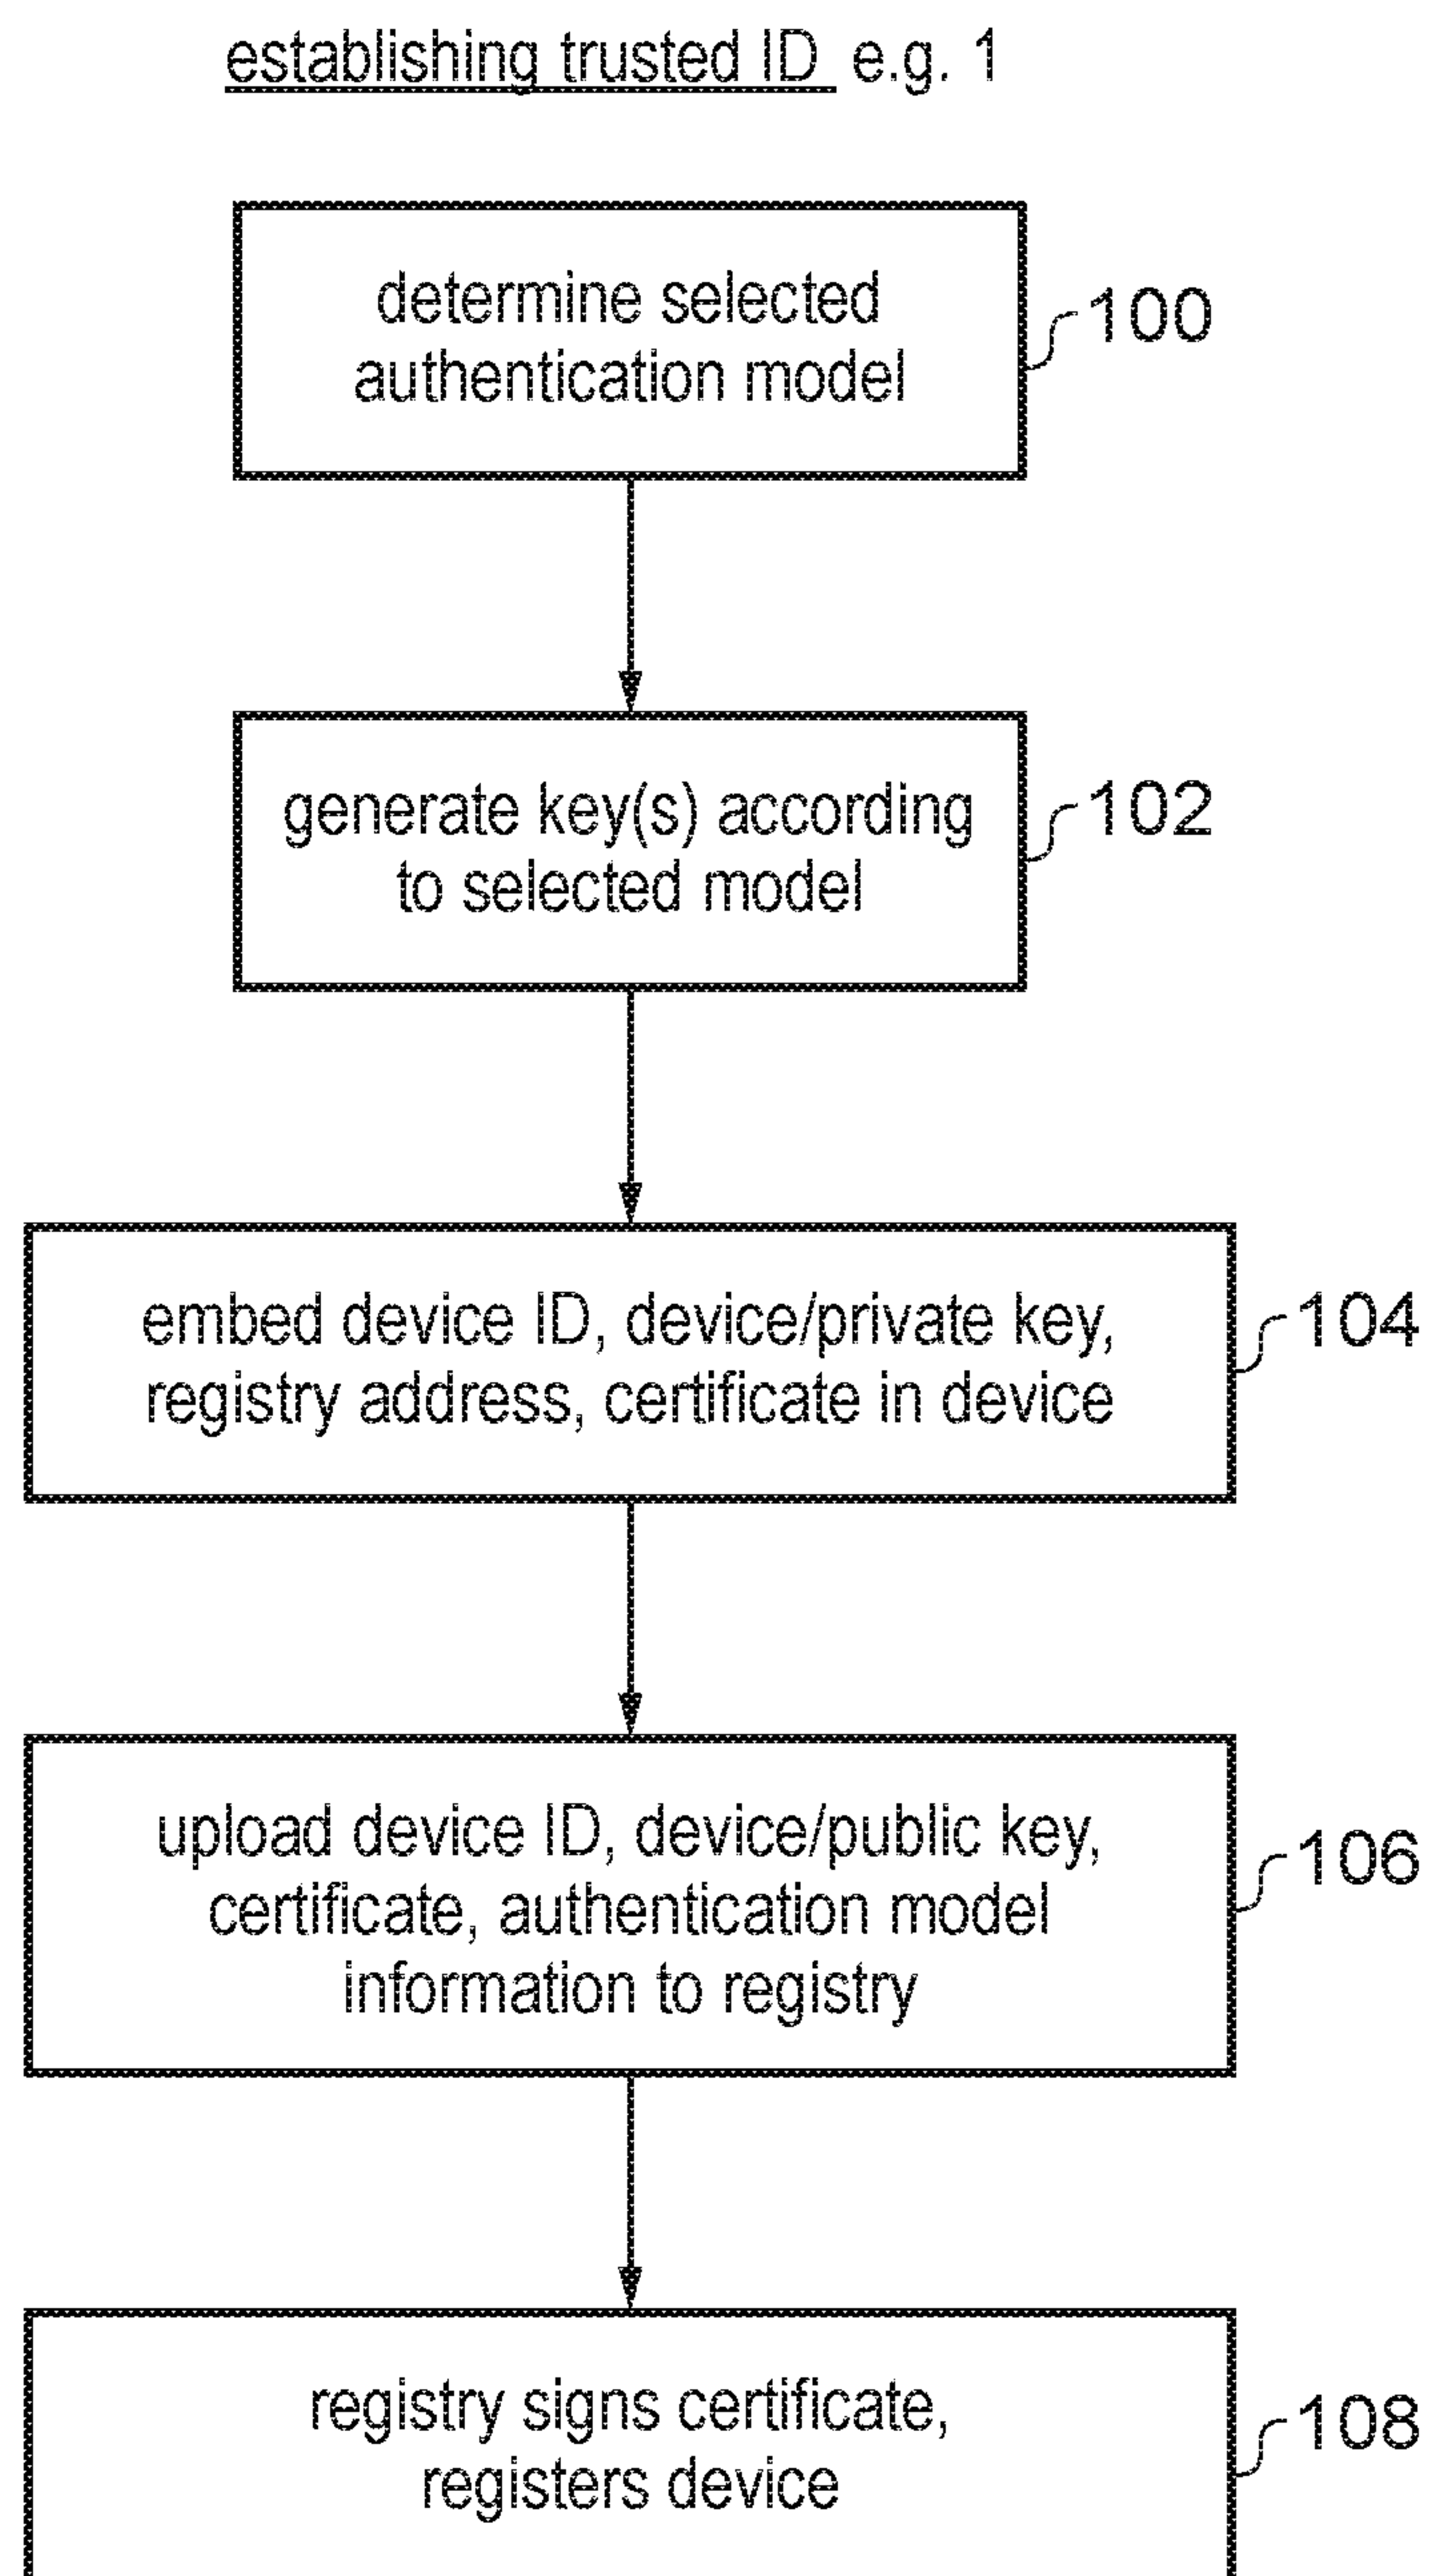 establishing trusted ID e.g. 1
determine selected
authentication model
100
generate key(s) according
to selected model
102
embed device ID, device/private key,
registry address, certificate in device
104
upload device ID, device/public key,
certificate, authentication model
information to registry
106
registry signs certificate,
registers device
108